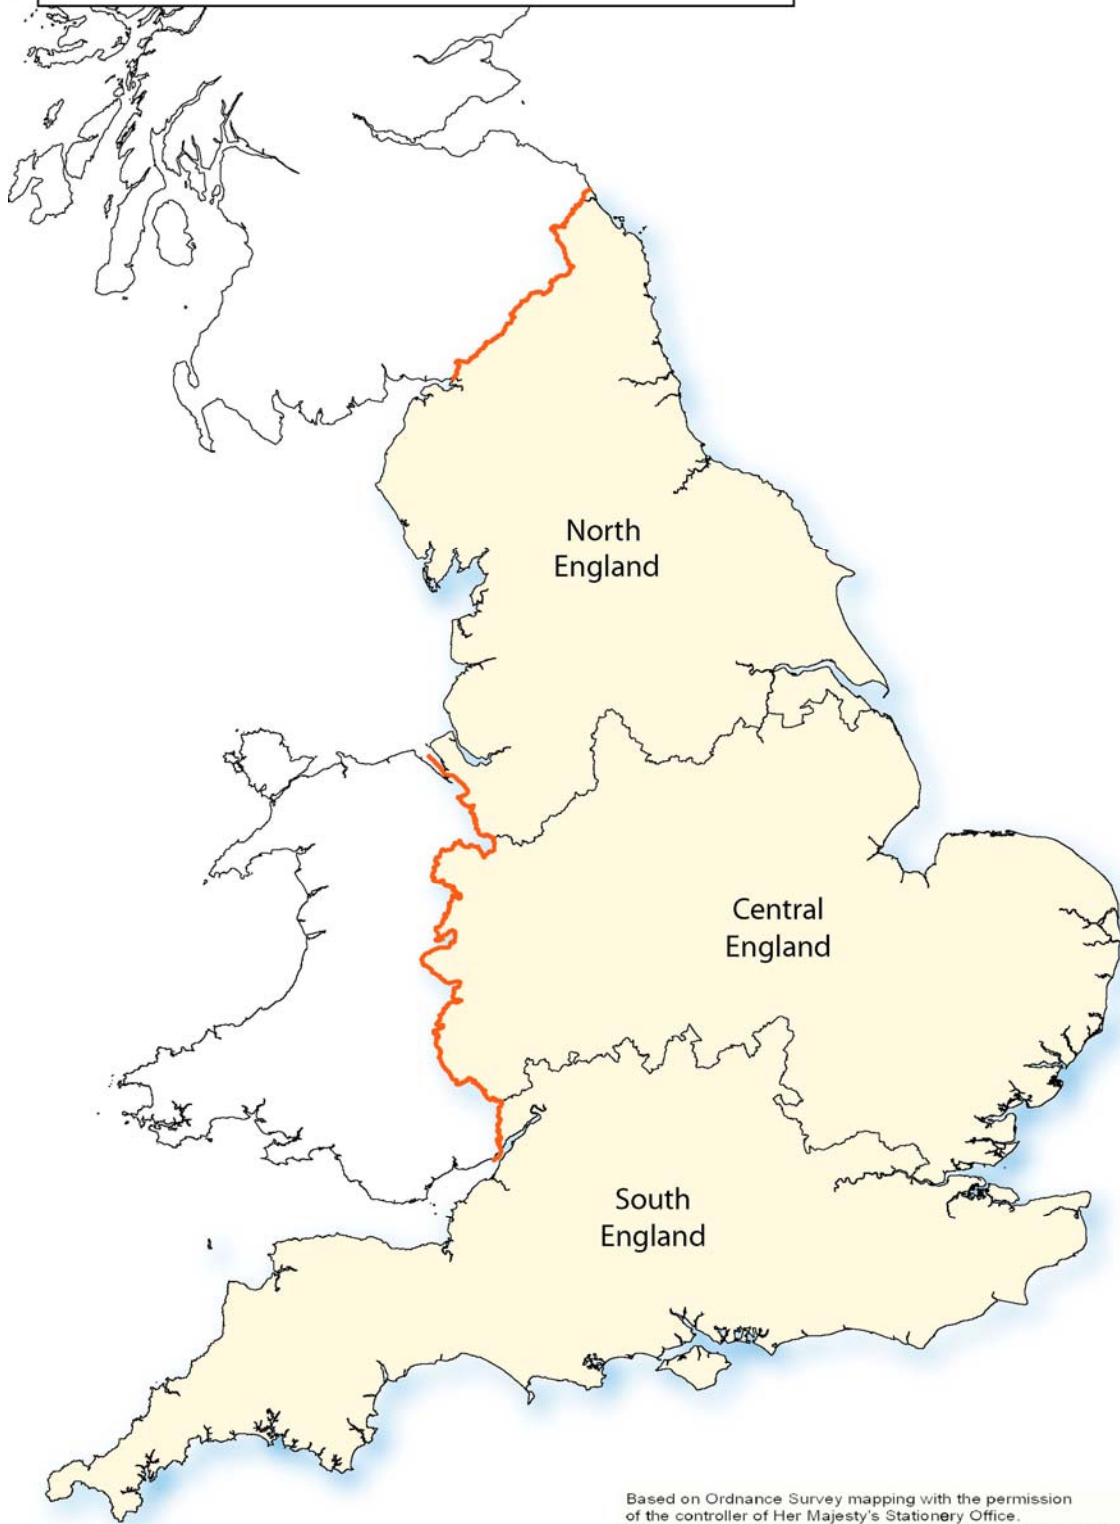 North
England
Central
England
South
England
Based on Ordnance Survey mapping with the permission
of the controller of Her Majesty's Stationery Office.